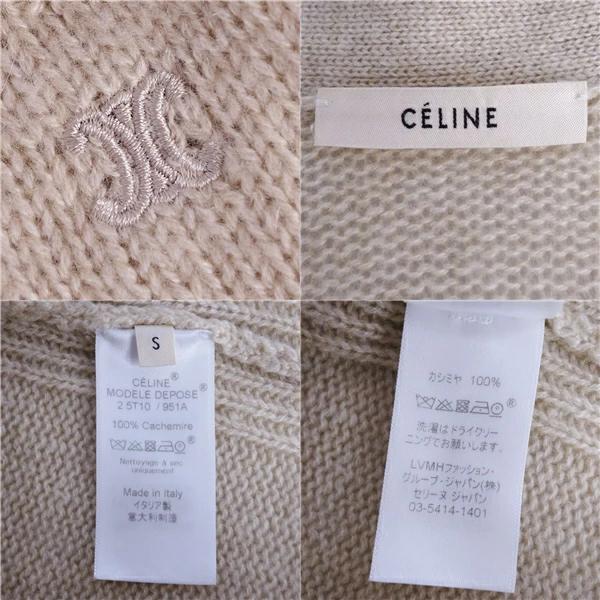 CÉLINE
S
CÉLINE®
MODELE DEPOSE®
2.5T10 / 951A
100% Cachemire
®
Nettoyage à sec
uniquement
Made in Italy
イタリア製
意大利制造
カシミヤ 100%
®
洗濯はドライクリー
ニングでお願いします。
LVMHファッション・
グループ・ジャパン(株)
セリーヌ ジャパン
03-5414-1401